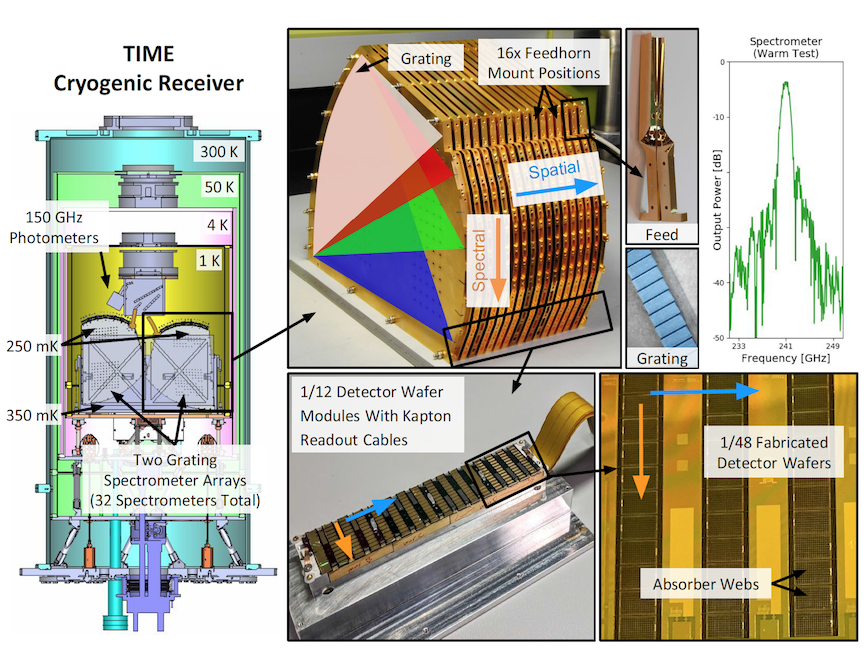 TIME
Cryogenic Receiver
300 K
50 K
4 K
1 K
150 GHz
Photometers
250 mK
350 mK
Two Grating
Spectrometer Arrays
(32 Spectrometers Total)
Grating
16x Feedhorn
Mount Positions
Spatial
Spectral
Feed
Grating
Spectrometer
(Warm Test)
Output Power [dB]
0
-10
-40
-50
233
241
249
Frequency [GHz]
1/12 Detector Wafer
Modules With Kapton
Readout Cables
1/48 Fabricated
Detector Wafers
Absorber Webs